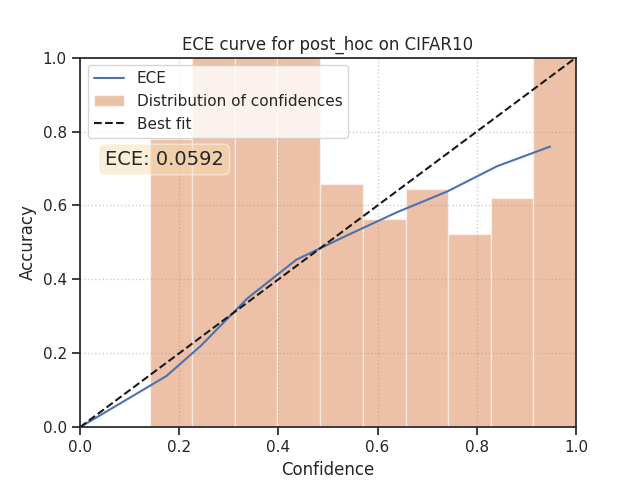 ECE curve for post_hoc on CIFAR10
ECE
Distribution of confidences
Best fit
ECE: 0.0592
Accuracy
1.0
0.8
0.6
0.4
0.2
0.0
0.0 0.2 0.4 0.6 0.8 1.0
Confidence